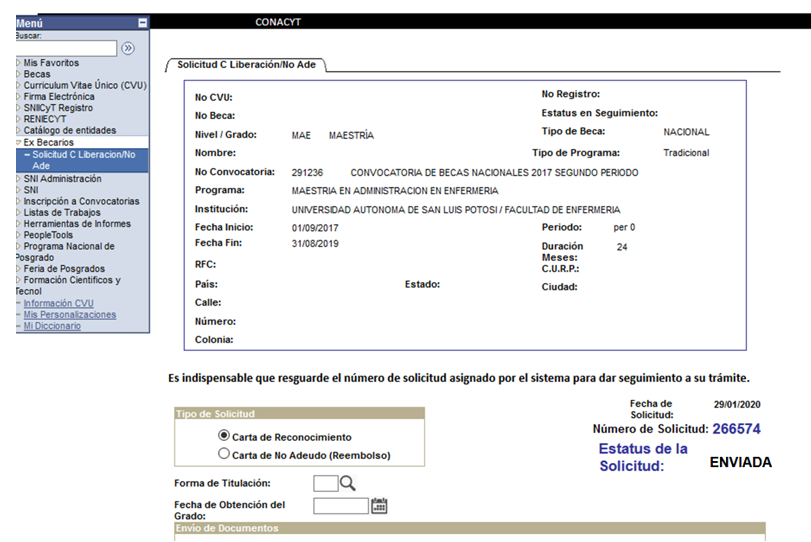 CONACYT
Menú
Buscar:
Mis Favoritos
Becas
Curriculum Vitae Único (CVU)
Firma Electrónica
SNIICyT Registro
RENIECYT
Catálogo de entidades
Ex Becarios
Solicitud C Liberacion/No
Ade
SNI Administración
SNI
Inscripción a Convocatorias
Listas de Trabajos
Herramientas de Informes
PeopleTools
Programa Nacional de
Posgrado
Feria de Posgrados
Formación Cientificos y
Tecnol
Información CVU
Mis Personalizaciones
Mi Diccionario
Solicitud C Liberación/No Ade
No CVU: No Registro:
No Beca: Estatus en Seguimiento:
Nivel / Grado: MAE MAESTRÍA Tipo de Beca: NACIONAL
Nombre: Tipo de Programa: Tradicional
No Convocatoria: 291236 CONVOCATORIA DE BECAS NACIONALES 2017 SEGUNDO PERIODO
Programa: MAESTRIA EN ADMINISTRACION EN ENFERMERIA
Institución: UNIVERSIDAD AUTONOMA DE SAN LUIS POTOSI / FACULTAD DE ENFERMERIA
Fecha Inicio: 01/09/2017 Periodo: per 0
Fecha Fin: 31/08/2019 Duración 24
Meses:
RFC: C.U.R.P.:
País: Estado: Ciudad:
Calle:
Número:
Colonia:
Es indispensable que resguarde el número de solicitud asignado por el sistema para dar seguimiento a su trámite.
Fecha de 29/01/2020
Solicitud:
Número de Solicitud: 266574
Estatus de la
Solicitud: ENVIADA
Tipo de Solicitud
Carta de Reconocimiento
Carta de No Adeudo (Reembolso)
Forma de Titulación:
Fecha de Obtención del
Grado:
Envio de Documentos